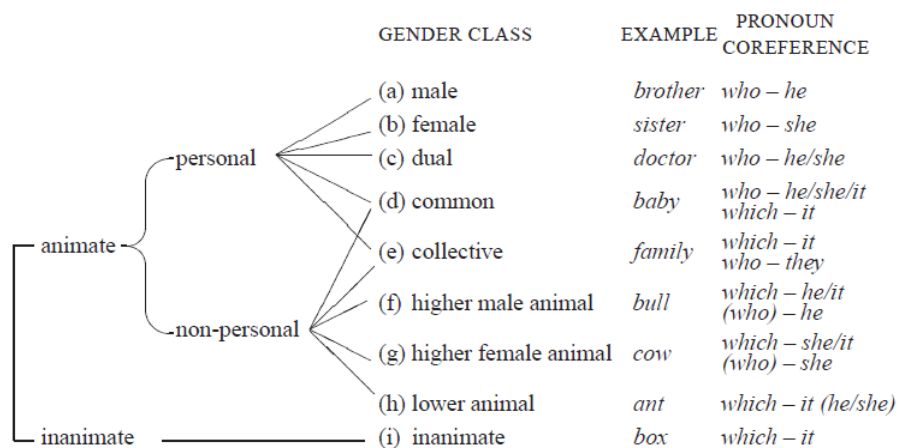 GENDER CLASS EXAMPLE PRONOUN COREFERENCE
(a) male brother who – he
(b) female sister who – she
personal (c) dual doctor who – he/she
(d) common baby who – he/she/it
which – it
animate (e) collective family which – it
who – they
(f) higher male animal bull which – he/it
(who) – he
non-personal
(g) higher female animal cow which – she/it
(who) – she
(h) lower animal ant which – it (he/she)
inanimate (i) inanimate box which – it